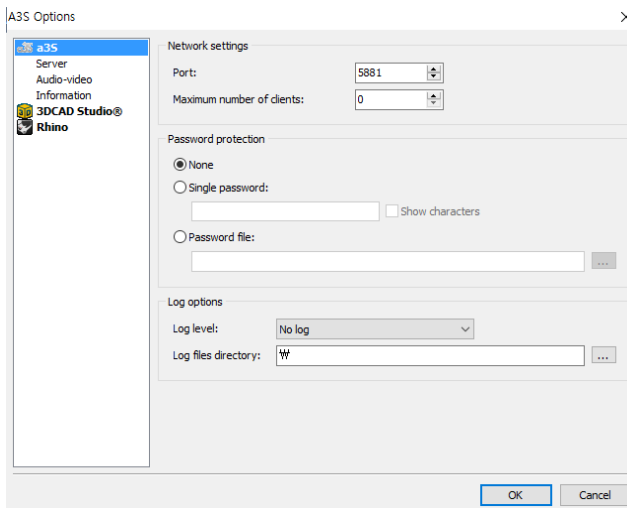 A3S Options
a3S
Server
Audio-video
Information
3DCAD Studio®
Rhino
Network settings
Port: 5881
Maximum number of clients: 0
Password protection
None
Single password:
Show characters
Password file:
...
Log options
Log level: No log
Log files directory: ₩ ...
OK Cancel